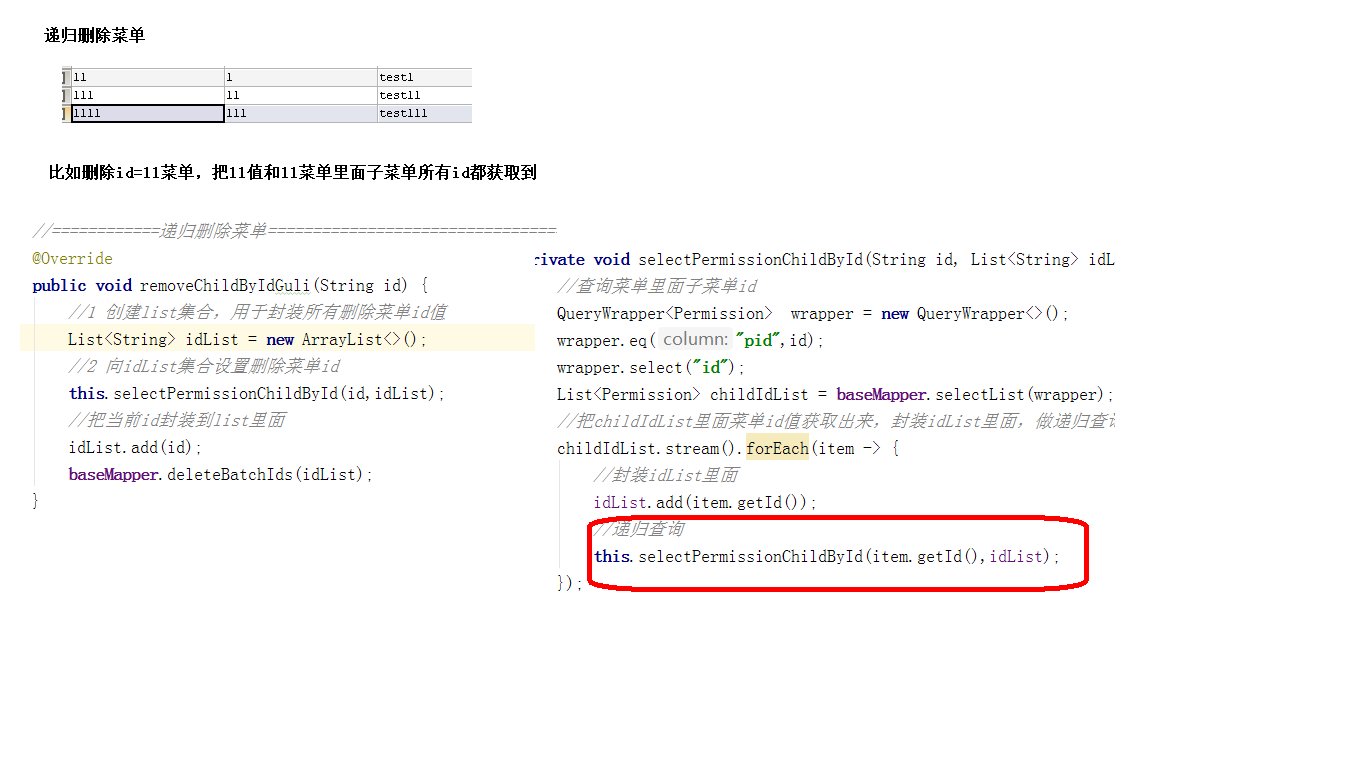 递归删除菜单
11 1 test1
111 11 test11
1111 111 test111
比如删除id=11菜单，把11值和11菜单里面子菜单所有id都获取到
//============递归删除菜单================================
@Override
public void removeChildByIdGuli(String id) {
//1 创建list集合，用于封装所有删除菜单id值
List<String> idList = new ArrayList<>();
//2 向idList集合设置删除菜单id
this.selectPermissionChildById(id,idList);
//把当前id封装到list里面
idList.add(id);
baseMapper.deleteBatchIds(idList);
}
rivate void selectPermissionChildById(String id, List<String> idL
//查询菜单里面子菜单id
QueryWrapper<Permission> wrapper = new QueryWrapper<>();
wrapper.eq( column: "pid",id);
wrapper.select("id");
List<Permission> childIdList = baseMapper.selectList(wrapper);
//把childIdList里面菜单id值获取出来，封装idList里面，做递归查
childIdList.stream().forEach(item -> {
//封装idList里面
idList.add(item.getId());
//递归查询
this.selectPermissionChildById(item.getId(),idList);
});